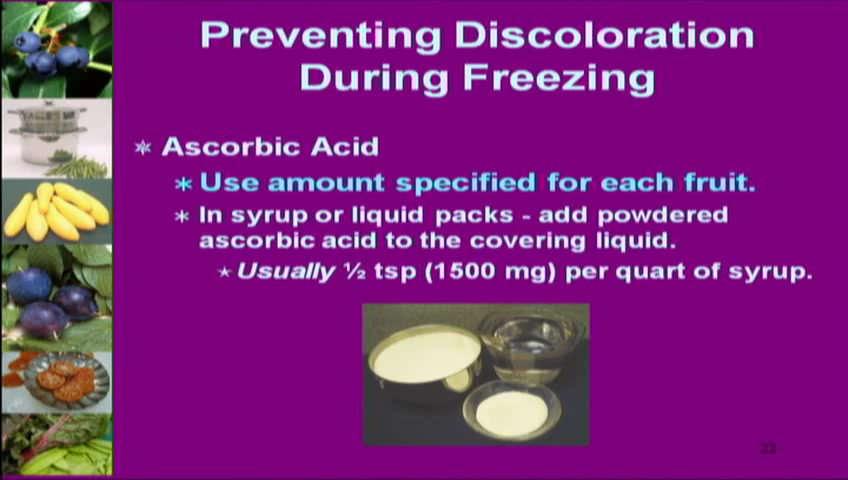 Preventing Discoloration
During Freezing
Ascorbic Acid
Use amount specified for each fruit.
In syrup or liquid packs - add powdered
ascorbic acid to the covering liquid.
Usually ½ tsp (1500 mg) per quart of syrup.
22